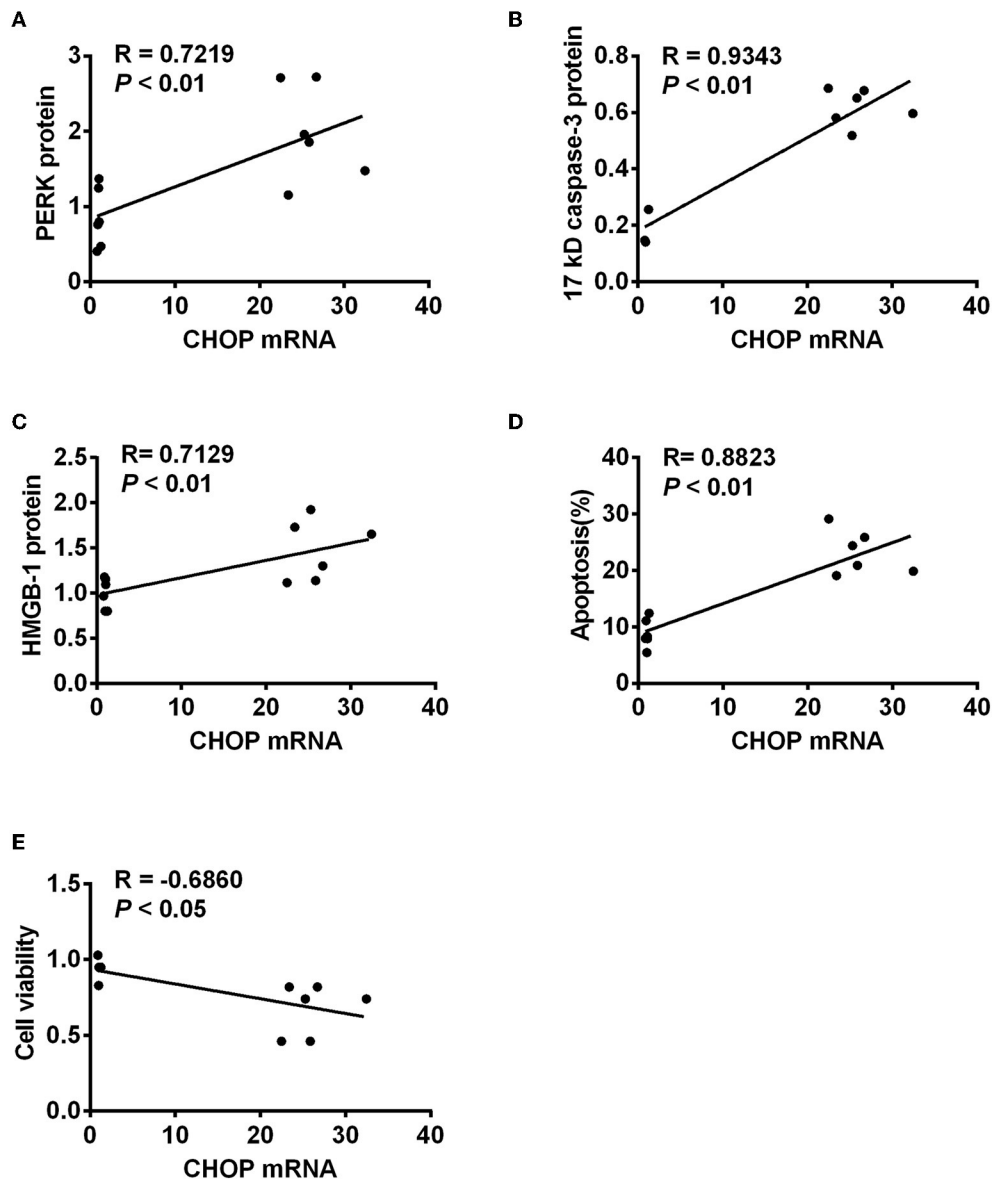 A
R = 0.7219
P < 0.01
PERK protein
3
2
1
0
0 10 20 30 40
CHOP mRNA
B
R = 0.9343
P < 0.01
17 kD caspase-3 protein
0.8
0.6
0.4
0.2
0.0
0 10 20 30 40
CHOP mRNA
C
R= 0.7129
P < 0.01
HMGB-1 protein
2.5
2.0
1.5
1.0
0.5
0.0
0 10 20 30 40
CHOP mRNA
D
R= 0.8823
P < 0.01
Apoptosis(%)
40
30
20
10
0
0 10 20 30 40
CHOP mRNA
E
R = -0.6860
P < 0.05
Cell viability
1.5
1.0
0.5
0.0
0 10 20 30 40
CHOP mRNA